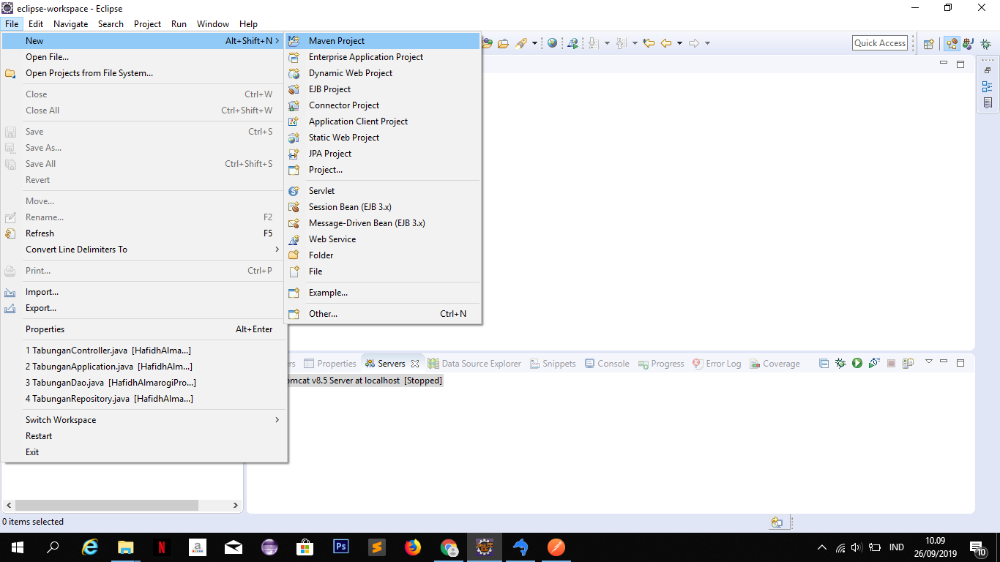 eclipse-workspace - Eclipse
File Edit Navigate Search Project Run Window Help
New Alt+Shift+N
Open File...
Open Projects from File System...
Close Ctrl+W
Close All Ctrl+Shift+W
Save Ctrl+S
Save As...
Save All Ctrl+Shift+S
Revert
Move...
Rename... F2
Refresh F5
Convert Line Delimiters To
Print... Ctrl+P
Import...
Export...
Properties Alt+Enter
1 TabunganController.java [HafidhAlma...]
2 TabunganApplication.java [HafidhAlm...]
3 TabunganDao.java [HafidhAlmarogiPro...]
4 TabunganRepository.java [HafidhAlma...]
Switch Workspace
Restart
Exit
Maven Project
Enterprise Application Project
Dynamic Web Project
EJB Project
Connector Project
Application Client Project
Static Web Project
JPA Project
Project...
Servlet
Session Bean (EJB 3.x)
Message-Driven Bean (EJB 3.x)
Web Service
Folder
File
Example...
Other... Ctrl+N
Quick Access
Properties Servers Data Source Explorer Snippets Console Progress Error Log Coverage
omcat v8.5 Server at localhost [Stopped]
0 items selected
IND
10.09
26/09/2019
10